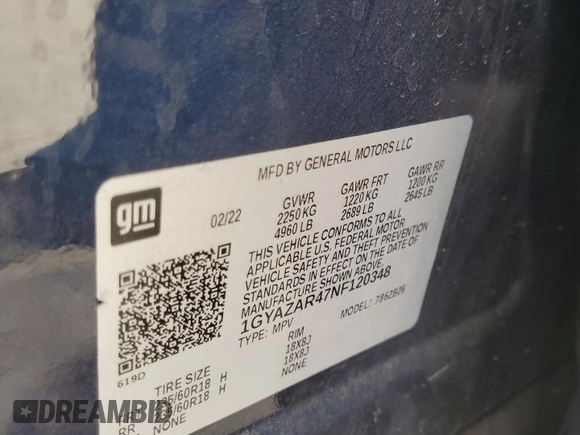 MFD BY GENERAL MOTORS LLC
gm
02/22
GVWR
2250 KG
4960 LB
GAWR FRT
1220 KG
2689 LB
GAWR RR
1200 KG
2645 LB
THIS VEHICLE CONFORMS TO ALL
APPLICABLE U.S. FEDERAL MOTOR
VEHICLE SAFETY AND THEFT PREVENTION
STANDARDS IN EFFECT ON THE DATE OF
MANUFACTURE SHOWN ABOVE.
1GYAZAR47NF120348
TYPE: MPV
MODEL: 786ZB26
619D
TIRE SIZE
RIM
/60R18 H
18X8J
/60R18 H
18X8J
NONE
NONE
DREAMBID